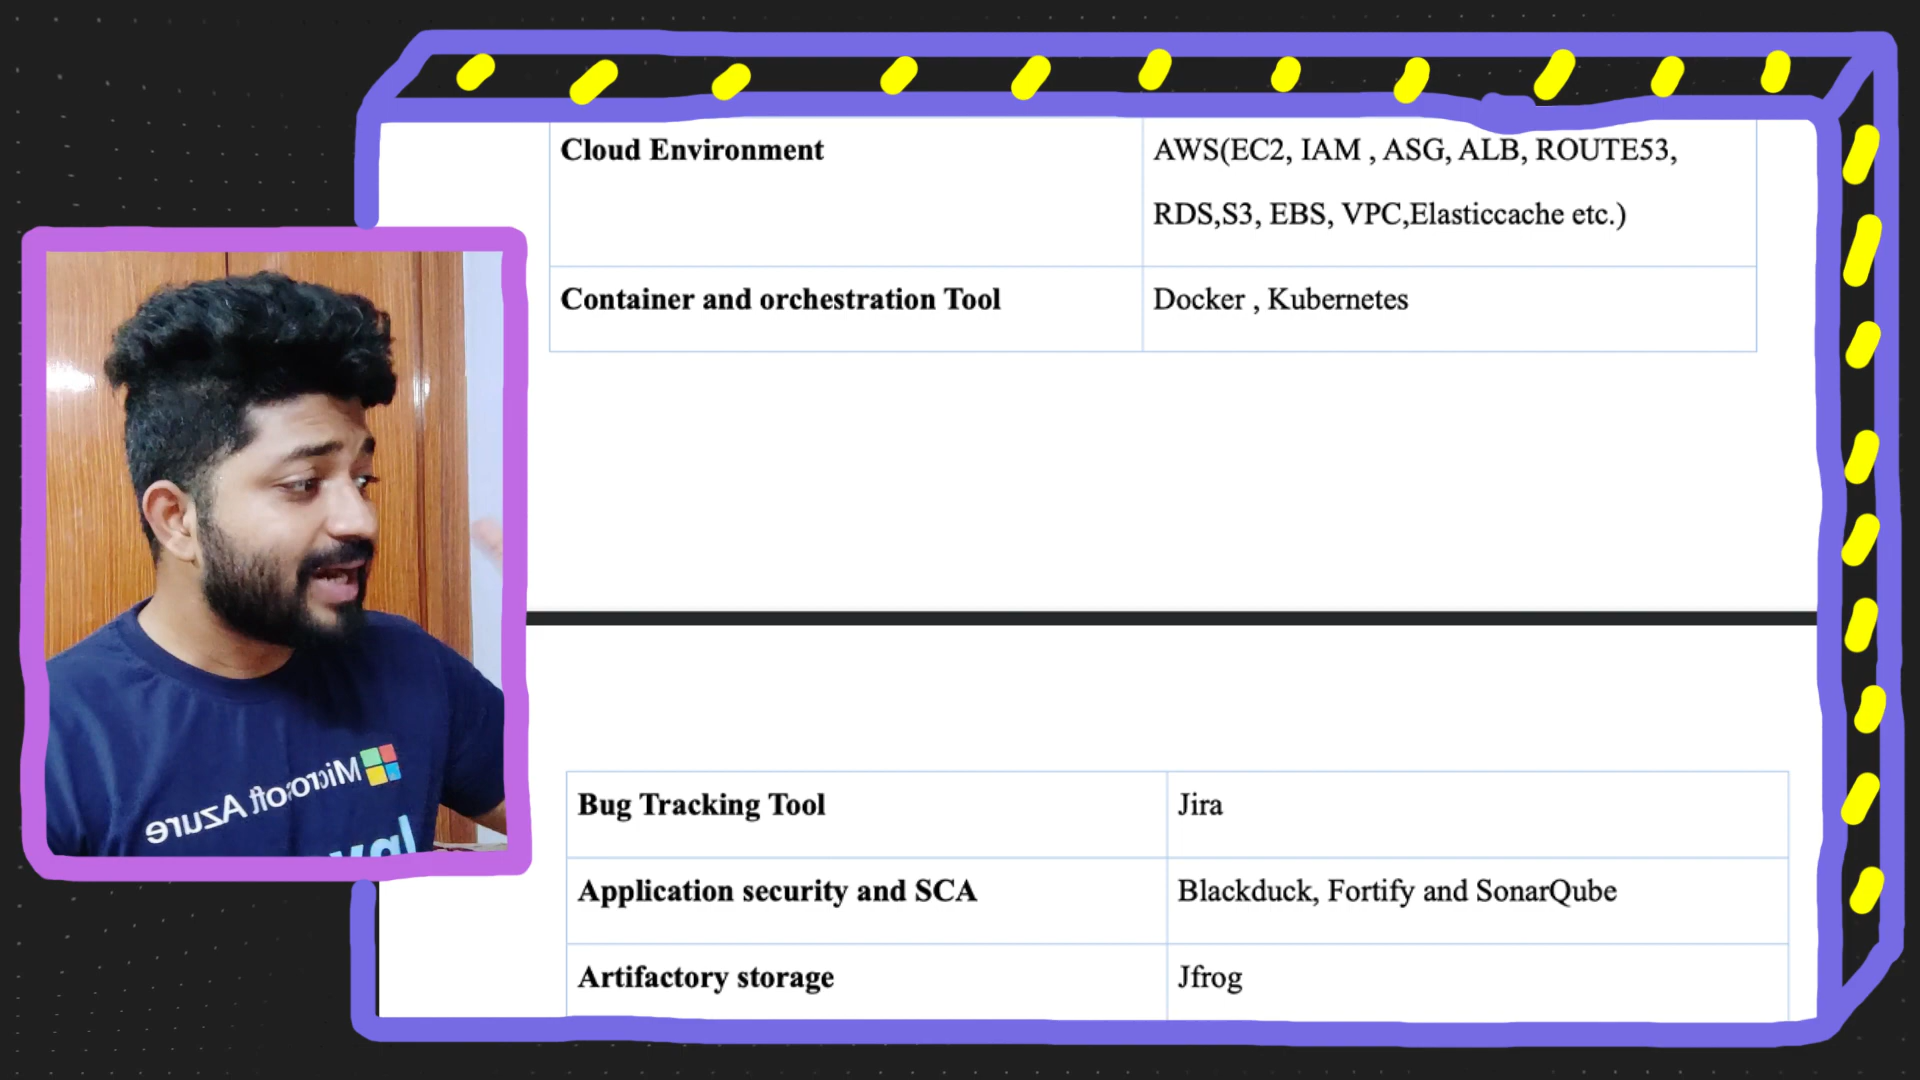 Cloud Environment
AWS(EC2, IAM , ASG, ALB, ROUTE53,
RDS,S3, EBS, VPC,Elasticcache etc.)
Container and orchestration Tool
Docker , Kubernetes
Microsoft Azure
Bug Tracking Tool
Jira
Application security and SCA
Blackduck, Fortify and SonarQube
Artifactory storage
Jfrog